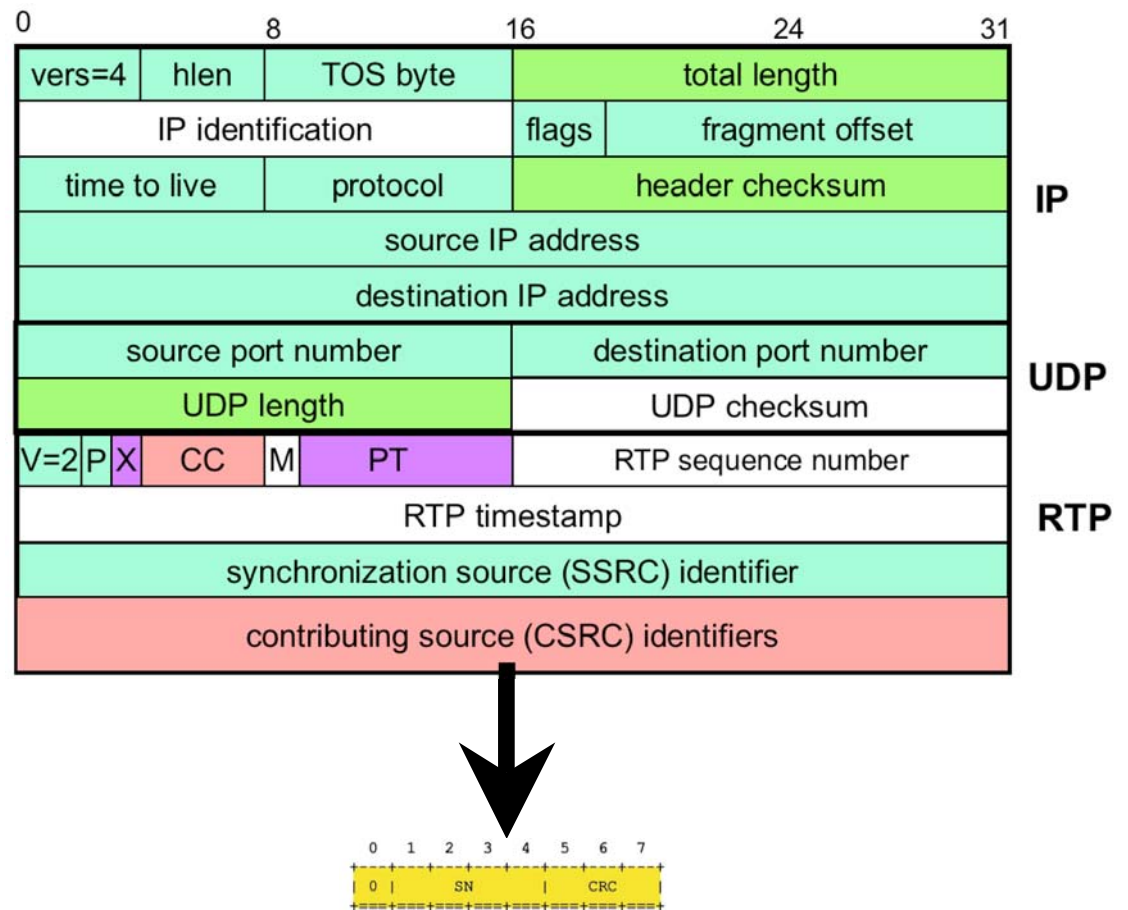 0 8 16 24 31
vers=4 hlen TOS byte total length
IP identification flags fragment offset
time to live protocol header checksum
IP
source IP address
destination IP address
source port number destination port number
UDP
UDP length UDP checksum
V=2 P X CC M PT RTP sequence number
RTP timestamp
RTP
synchronization source (SSRC) identifier
contributing source (CSRC) identifiers
0 1 2 3 4 5 6 7
+---+---+---+---+---+---+---+---+
| 0 | SN | CRC |
+===+===+===+===+===+===+===+===+